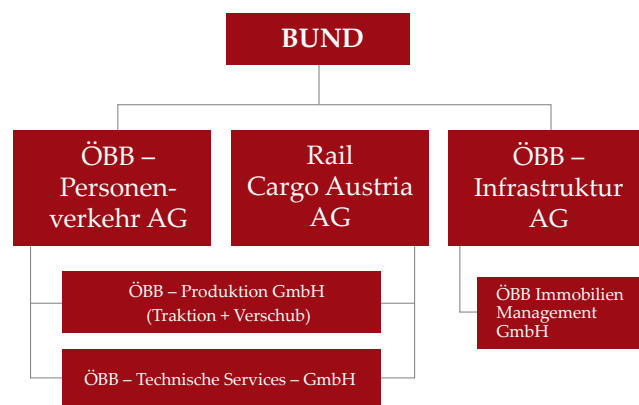 BUND
ÖBB –
Personen-
verkehr AG
Rail
Cargo Austria
AG
ÖBB –
Infrastruktur
AG
ÖBB – Produktion GmbH
(Traktion + Verschub)
ÖBB Immobilien
Management
GmbH
ÖBB – Technische Services – GmbH